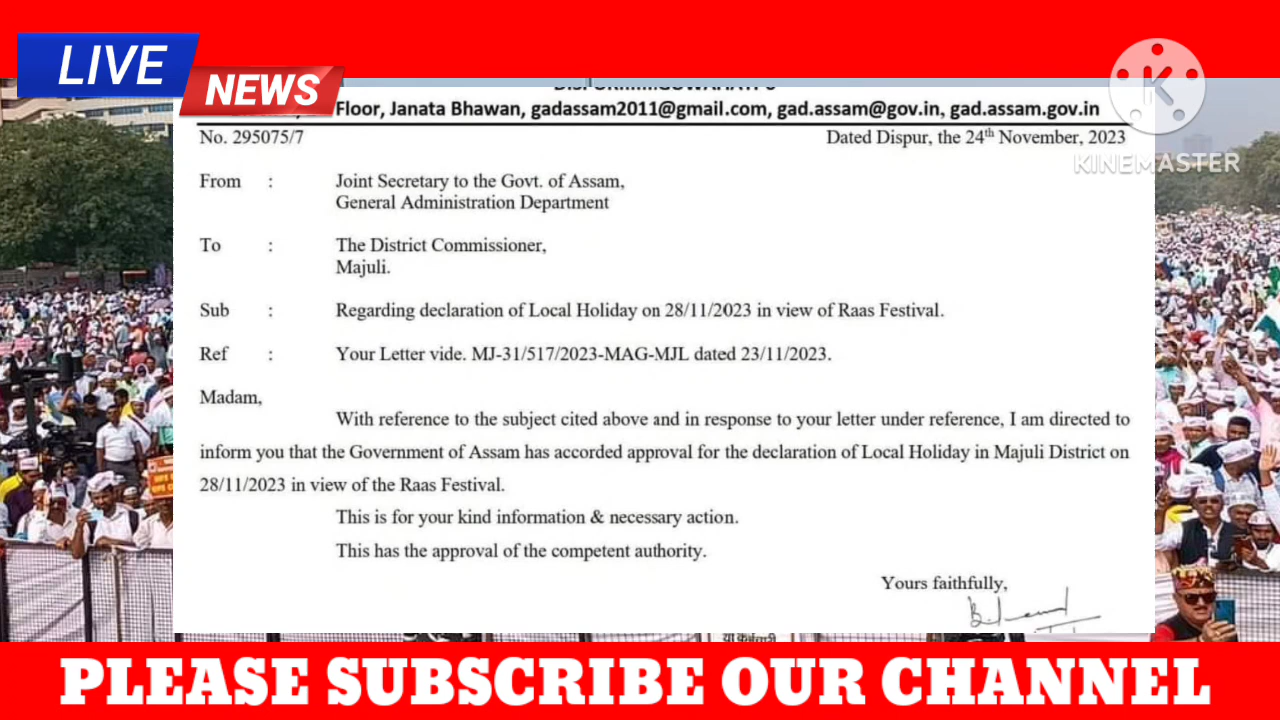 LIVE
NEWS
KINEMASTER
Floor, Janata Bhawan, gadassam2011@gmail.com, gad.assam@gov.in, gad.assam.gov.in
No. 295075/7 Dated Dispur, the 24th November, 2023
From : Joint Secretary to the Govt. of Assam,
General Administration Department
To : The District Commissioner,
Majuli.
Sub : Regarding declaration of Local Holiday on 28/11/2023 in view of Raas Festival.
Ref : Your Letter vide. MJ-31/517/2023-MAG-MJL dated 23/11/2023.
Madam,
With reference to the subject cited above and in response to your letter under reference, I am directed to
inform you that the Government of Assam has accorded approval for the declaration of Local Holiday in Majuli District on
28/11/2023 in view of the Raas Festival.
This is for your kind information & necessary action.
This has the approval of the competent authority.
Yours faithfully,
PLEASE SUBSCRIBE OUR CHANNEL